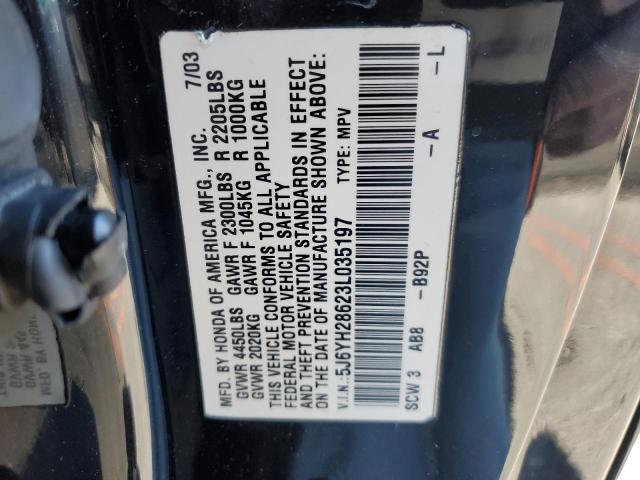 MFD. BY HONDA OF AMERICA MFG., INC. 7/03
GVWR 4450LBS GAWR F 2300LBS R 2205LBS
GVWR 2020KG GAWR F 1045KG R 1000KG
THIS VEHICLE CONFORMS TO ALL APPLICABLE
FEDERAL MOTOR VEHICLE SAFETY
AND THEFT PREVENTION STANDARDS IN EFFECT
ON THE DATE OF MANUFACTURE SHOWN ABOVE:
V.I.N.: 5J6YH28623L035197 TYPE: MPV
SCW 3 AB8 -B92P -A -L